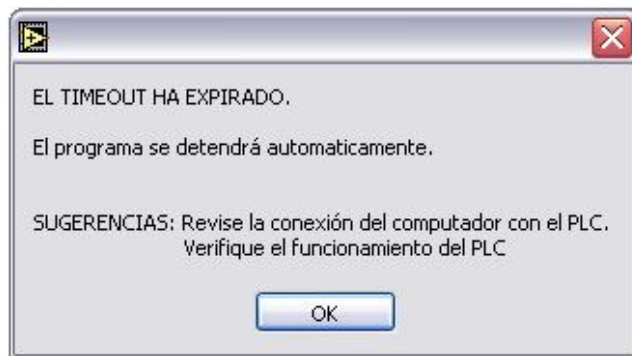 EL TIMEOUT HA EXPIRADO.
El programa se detendrá automaticamente.
SUGERENCIAS: Revise la conexión del computador con el PLC.
Verifique el funcionamiento del PLC
OK